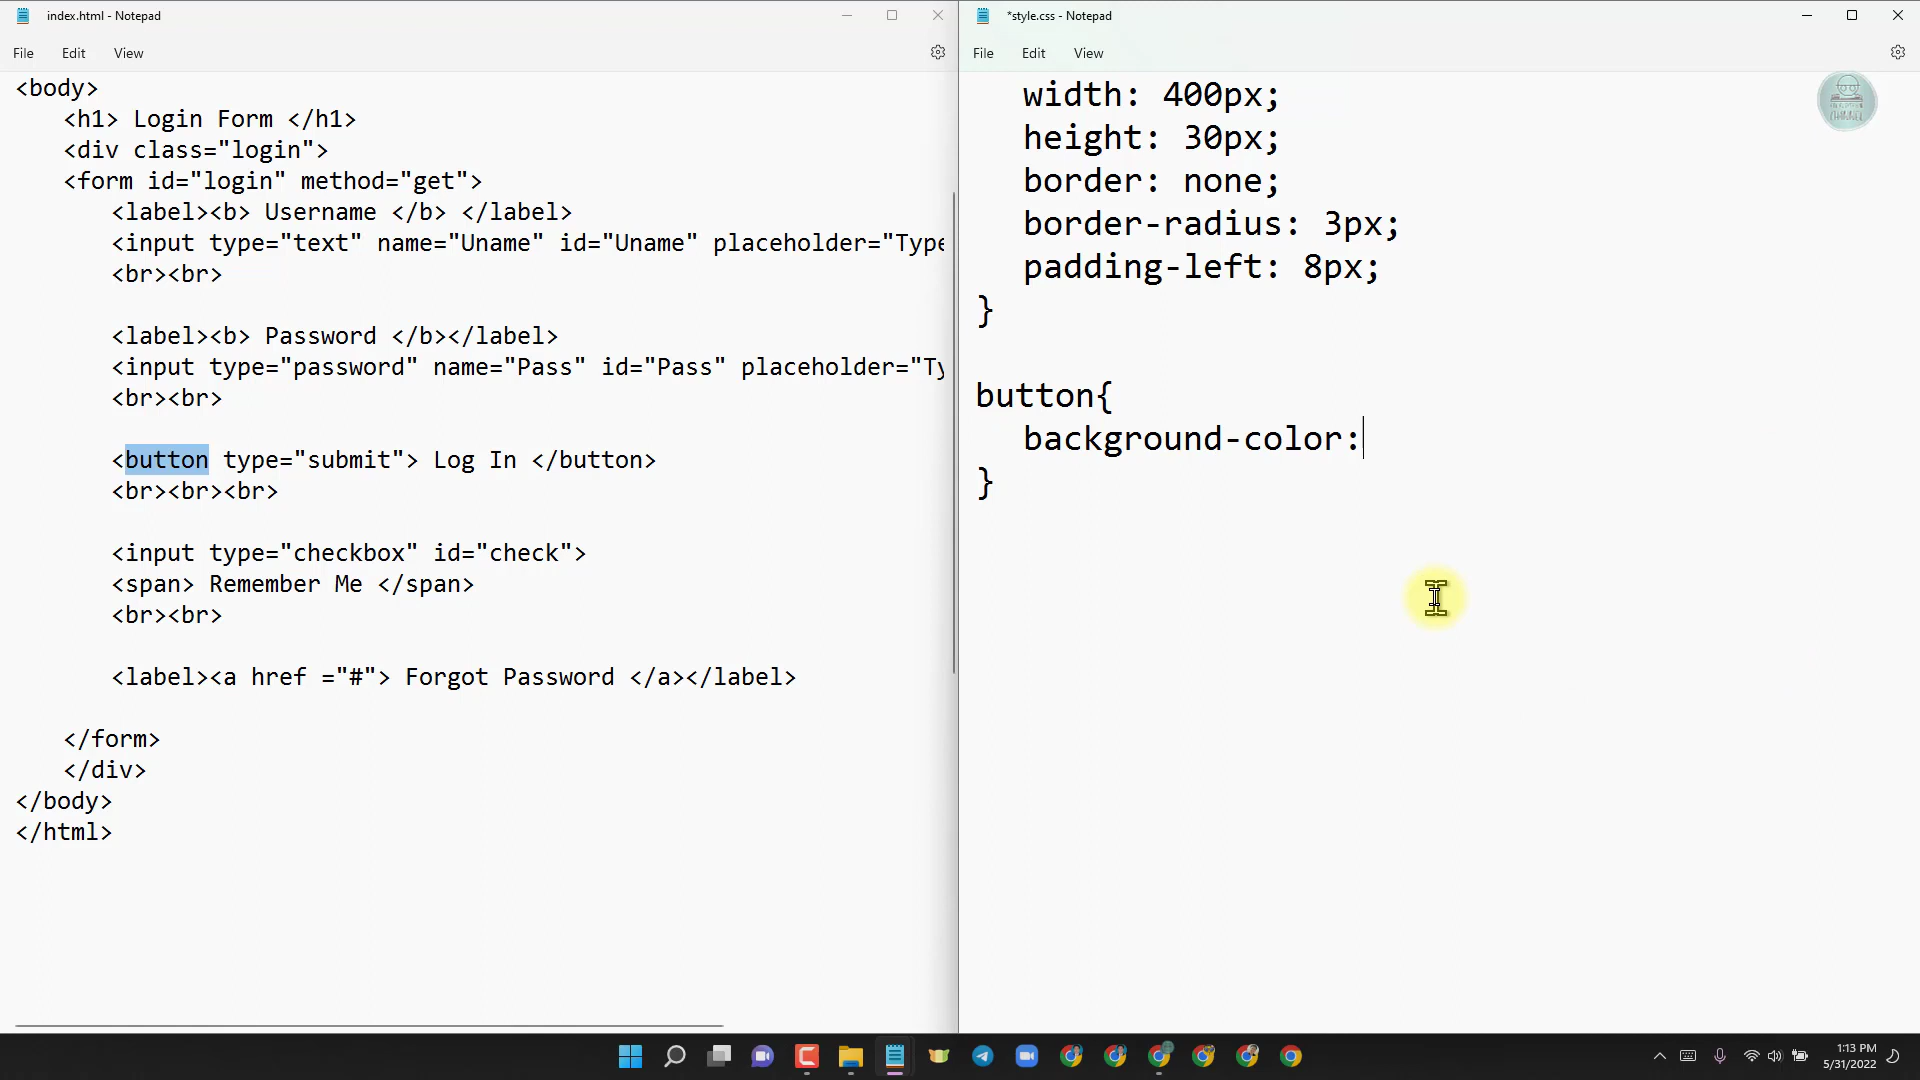 index.html - Notepad
File Edit View
<body>
<h1> Login Form </h1>
<div class="login">
<form id="login" method="get">
<label><b> Username </b> </label>
<input type="text" name="Uname" id="Uname" placeholder="Type
<br><br>
<label><b> Password </b></label>
<input type="password" name="Pass" id="Pass" placeholder="Ty
<br><br>
<button type="submit"> Log In </button>
<br><br><br>
<input type="checkbox" id="check">
<span> Remember Me </span>
<br><br>
<label><a href ="#"> Forgot Password </a></label>
</form>
</div>
</body>
</html>
*style.css - Notepad
File Edit View
width: 400px;
height: 30px;
border: none;
border-radius: 3px;
padding-left: 8px;
}
button{
background-color:
}
CHANNEL
1:13 PM
5/31/2022